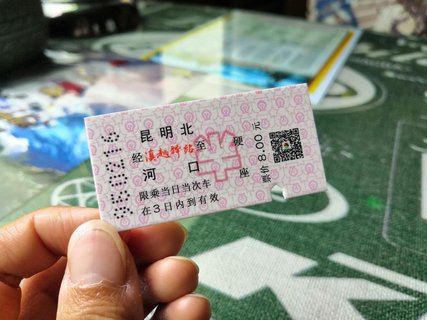 昆明北
经滇越铁路至 硬
河口 座
限乘当日当次车
在3日内到有效
票价8.00元